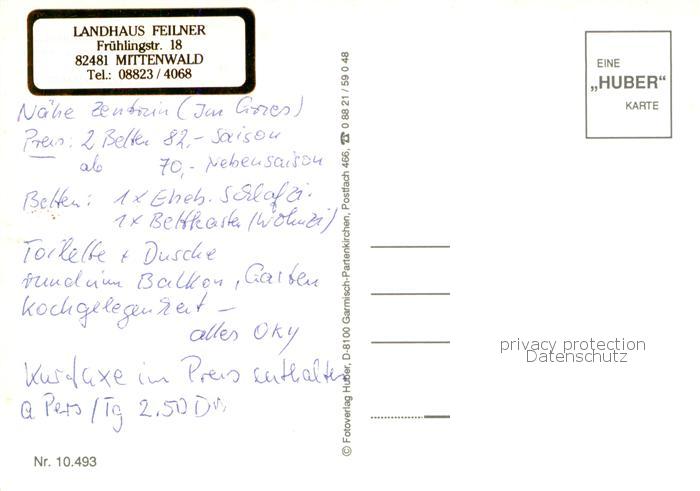 LANDHAUS FEILNER
Frühlingstr. 18
82481 MITTENWALD
Tel.: 08823 / 4068
Nähe Zentrum (Im Gries)
Preis: 2 Betten 82,- Saison
ab 70,- Nebensaison
Betten: 1 x Eheb. Schlafzi.
1 x Bettkasten (Wohnzi)
Toilette + Dusche
rundum Balkon, Garten
Kochgelegenheit –
alles Oky
Kurtaxe im Preis enthalten
a Pers / Tg 2.50 Dm
Nr. 10.493
© Fotoverlag Huber, D-8100 Garmisch-Partenkirchen, Postfach 466, ☎ 0 88 21 / 59 0 48
EINE
„HUBER"
KARTE
privacy protection
Datenschutz